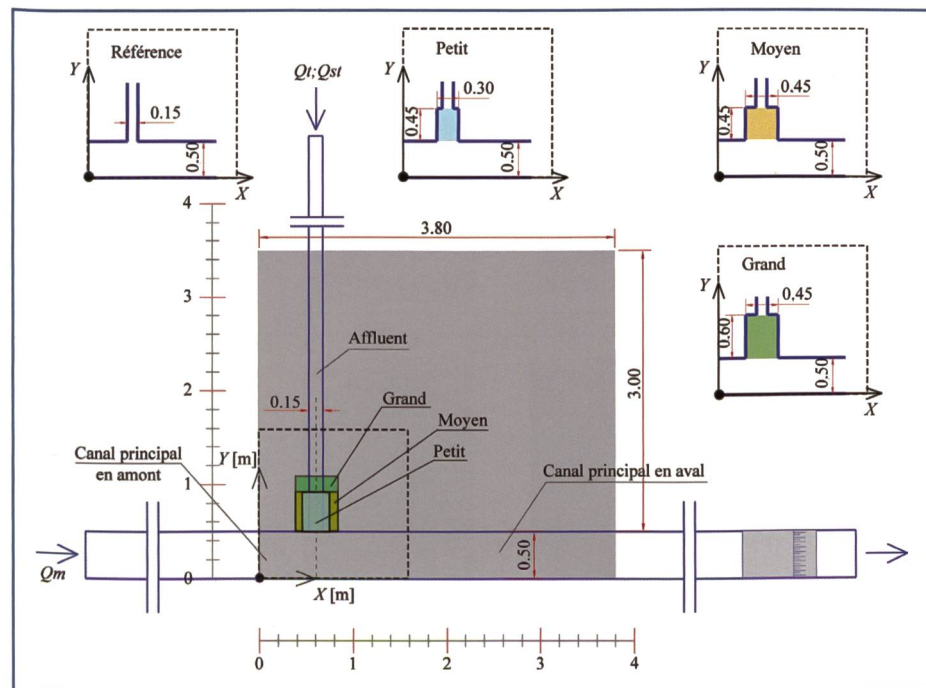 Référence
Y
0.15
0.50
X
Petit
Y
0.30
0.45
0.50
X
Moyen
Y
0.45
0.45
0.50
X
Grand
Y
0.45
0.60
0.50
X
Qt;Qst
4
3
2
1
0
3.80
3.00
Affluent
0.15
Grand
Moyen
Petit
Canal principal
en amont
Y [m]
Canal principal en aval
0.50
Qm
X [m]
0
1
2
3
4